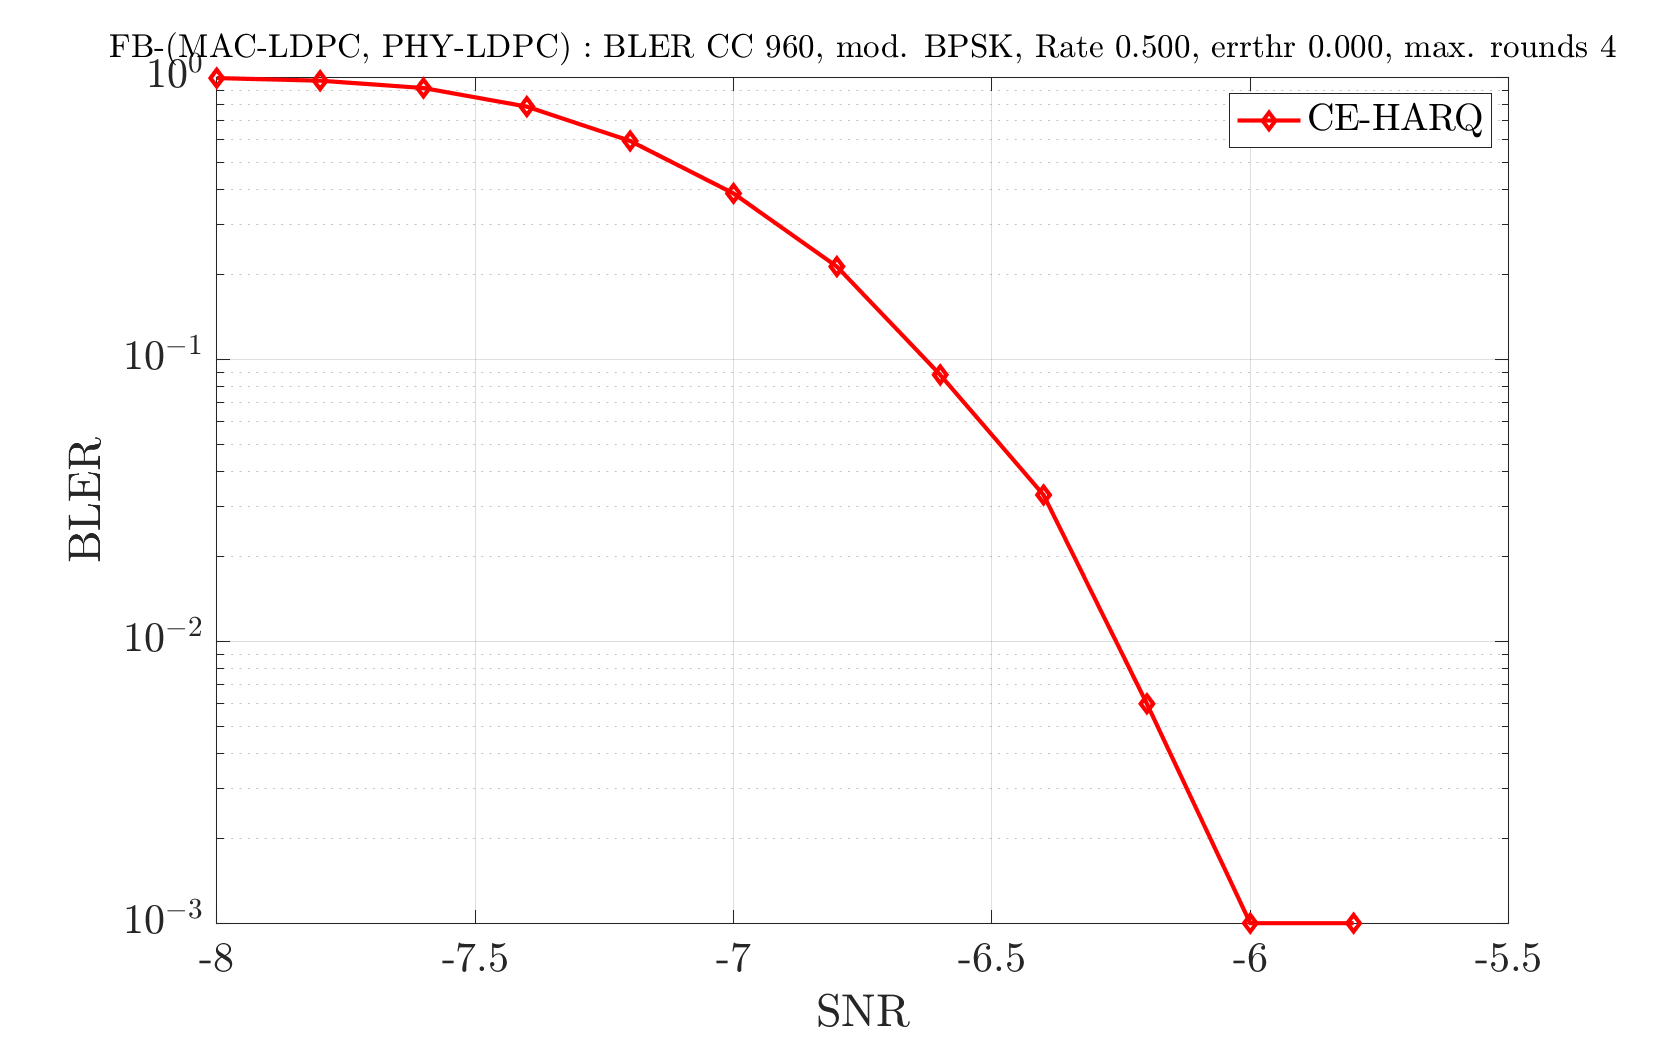 FB-(MAC-LDPC, PHY-LDPC) : BLER CC 960, mod. BPSK, Rate 0.500, errthr 0.000, max. rounds 4
10⁰
CE-HARQ
10⁻¹
BLER
10⁻²
10⁻³
-8 -7.5 -7 -6.5 -6 -5.5
SNR